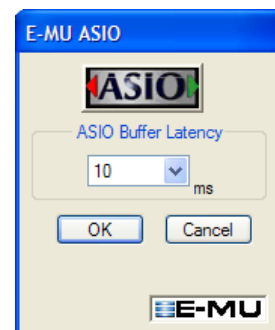 E-MU ASIO
ASIO
ASIO Buffer Latency
10
ms
OK Cancel
E-MU